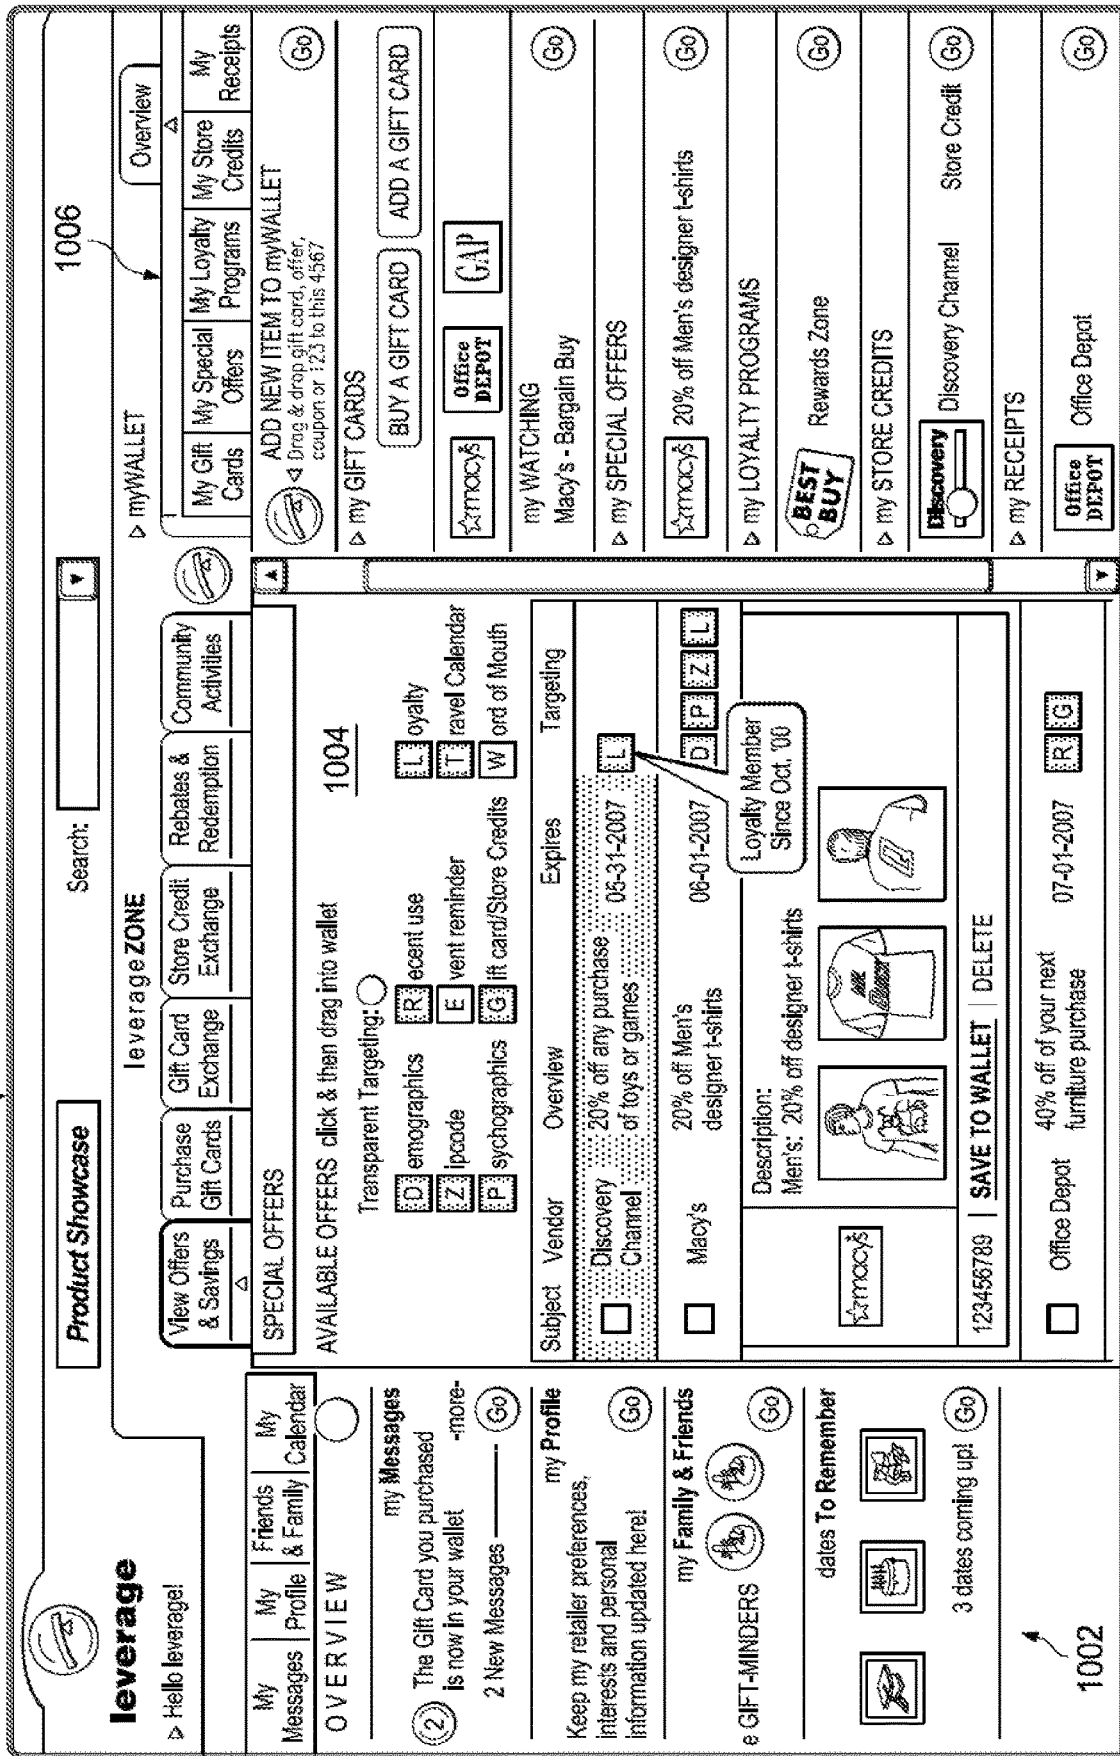 leverage
Product Showcase
Search:
▷ Hello leverage!
leverageZONE
▷ myWALLET
Overview
1006
My Messages
My Profile
Friends & Family
My Calendar
OVERVIEW
my Messages
(2) The Gift Card you purchased
is now in your wallet
-more-
2 New Messages
Go
my Profile
Keep my retailer preferences,
interests and personal
information updated here!
Go
my Family & Friends
e GIFT-MINDERS
Go
dates To Remember
3 dates coming up!
Go
1002
View Offers & Savings
Purchase Gift Cards
Gift Card Exchange
Store Credit Exchange
Rebates & Redemption
Community Activities
SPECIAL OFFERS
AVAILABLE OFFERS click & then drag into wallet
1004
Transparent Targeting:
D emographics
R ecent use
L oyalty
Z ipcode
E vent reminder
T ravel Calendar
P sychographics
G ift card/Store Credits
W ord of Mouth
Subject Vendor Overview Expires Targeting
Discovery Channel
20% off any purchase
of toys or games
05-31-2007
L
Loyalty Member
Since Oct. '00
Macy's
20% off Men's
designer t-shirts
06-01-2007
D P Z L
☆macy's
Description:
Men's: 20% off designer t-shirts
123456789 | SAVE TO WALLET | DELETE
Office Depot
40% off of your next
furniture purchase
07-01-2007
R G
My Gift Cards
My Special Offers
My Loyalty Programs
My Store Credits
My Receipts
ADD NEW ITEM TO myWALLET
Drag & drop gift card, offer,
coupon or 123 to this 4567
Go
▷ my GIFT CARDS
BUY A GIFT CARD
ADD A GIFT CARD
☆macy's
Office DEPOT
GAP
my WATCHING
Macy's - Bargain Buy
Go
▷ my SPECIAL OFFERS
☆macy's
20% off Men's designer t-shirts
Go
▷ my LOYALTY PROGRAMS
BEST BUY
Rewards Zone
Go
▷ my STORE CREDITS
Discovery
Discovery Channel
Store Credit
Go
▷ my RECEIPTS
Office DEPOT
Office Depot
Go